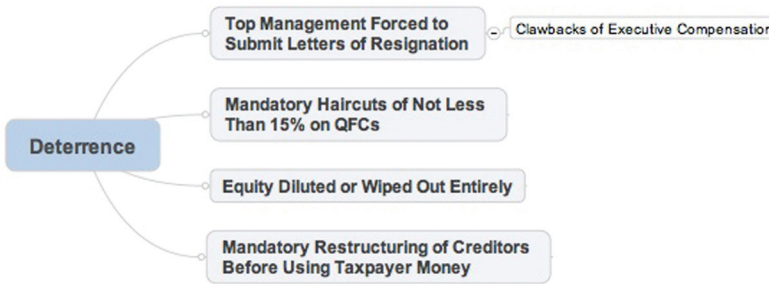 Top Management Forced to
Submit Letters of Resignation
Clawbacks of Executive Compensation
Mandatory Haircuts of Not Less
Than 15% on QFCs
Deterrence
Equity Diluted or Wiped Out Entirely
Mandatory Restructuring of Creditors
Before Using Taxpayer Money